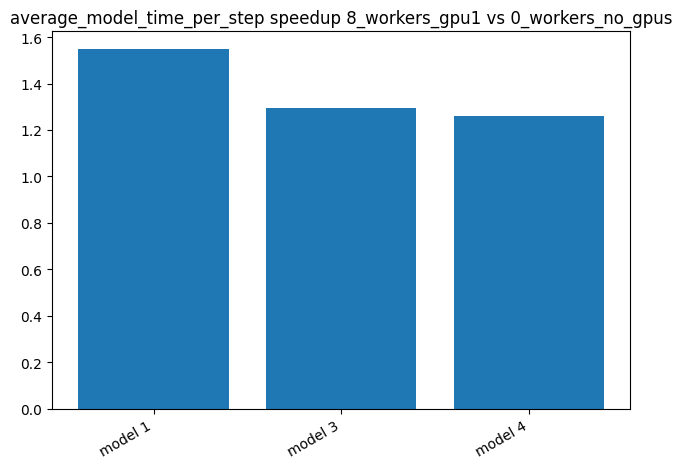 average_model_time_per_step speedup 8_workers_gpu1 vs 0_workers_no_gpus
1.6
1.4
1.2
1.0
0.8
0.6
0.4
0.2
0.0
model 1
model 3
model 4